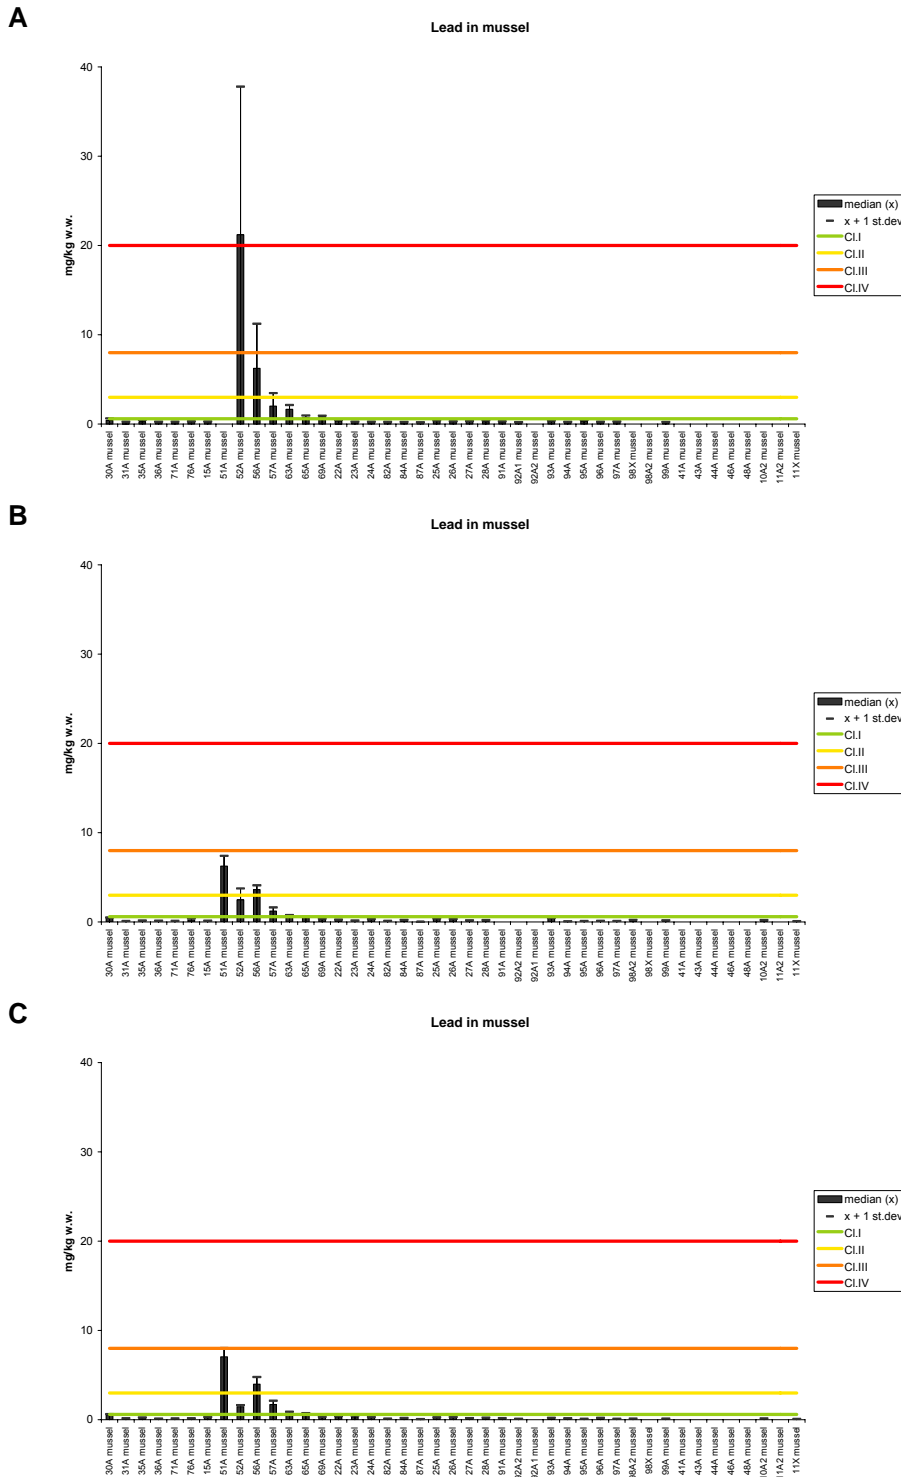 A
Lead in mussel
mg/kg w.w.
40
30
20
10
0
median (x)
x + 1 st.dev
Cl.I
Cl.II
Cl.III
Cl.IV
30A mussel
31A mussel
35A mussel
36A mussel
71A mussel
76A mussel
15A mussel
51A mussel
52A mussel
56A mussel
57A mussel
63A mussel
65A mussel
69A mussel
22A mussel
23A mussel
24A mussel
82A mussel
84A mussel
87A mussel
25A mussel
26A mussel
27A mussel
28A mussel
91A mussel
92A1 mussel
92A2 mussel
93A mussel
94A mussel
95A mussel
96A mussel
97A mussel
98X mussel
98A2 mussel
99A mussel
41A mussel
43A mussel
44A mussel
46A mussel
48A mussel
10A2 mussel
11A2 mussel
11X mussel
B
Lead in mussel
mg/kg w.w.
40
30
20
10
0
median (x)
x + 1 st.dev
Cl.I
Cl.II
Cl.III
Cl.IV
30A mussel
31A mussel
35A mussel
36A mussel
71A mussel
76A mussel
15A mussel
51A mussel
52A mussel
56A mussel
57A mussel
63A mussel
65A mussel
69A mussel
22A mussel
23A mussel
24A mussel
82A mussel
84A mussel
87A mussel
25A mussel
26A mussel
27A mussel
28A mussel
91A mussel
92A2 mussel
92A1 mussel
93A mussel
94A mussel
95A mussel
96A mussel
97A mussel
98A2 mussel
98X mussel
99A mussel
41A mussel
43A mussel
44A mussel
46A mussel
48A mussel
10A2 mussel
11A2 mussel
11X mussel
C
Lead in mussel
mg/kg w.w.
40
30
20
10
0
median (x)
x + 1 st.dev
Cl.I
Cl.II
Cl.III
Cl.IV
30A mussel
31A mussel
35A mussel
36A mussel
71A mussel
76A mussel
15A mussel
51A mussel
52A mussel
56A mussel
57A mussel
63A mussel
65A mussel
69A mussel
22A mussel
23A mussel
24A mussel
82A mussel
84A mussel
87A mussel
25A mussel
26A mussel
27A mussel
28A mussel
91A mussel
92A2 mussel
92A1 mussel
93A mussel
94A mussel
95A mussel
96A mussel
97A mussel
98A2 mussel
98X mussel
99A mussel
41A mussel
43A mussel
44A mussel
46A mussel
48A mussel
10A2 mussel
11A2 mussel
11X mussel